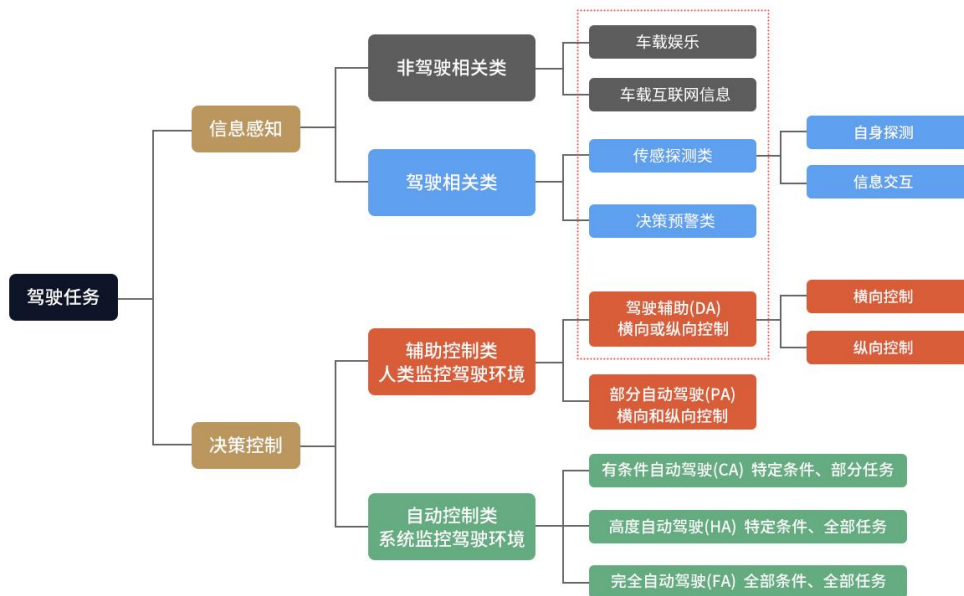 驾驶任务
信息感知
非驾驶相关类
车载娱乐
车载互联网信息
驾驶相关类
传感探测类
自身探测
信息交互
决策预警类
决策控制
辅助控制类
人类监控驾驶环境
驾驶辅助(DA)
横向或纵向控制
横向控制
纵向控制
部分自动驾驶(PA)
横向和纵向控制
自动控制类
系统监控驾驶环境
有条件自动驾驶(CA) 特定条件、部分任务
高度自动驾驶(HA) 特定条件、全部任务
完全自动驾驶(FA) 全部条件、全部任务